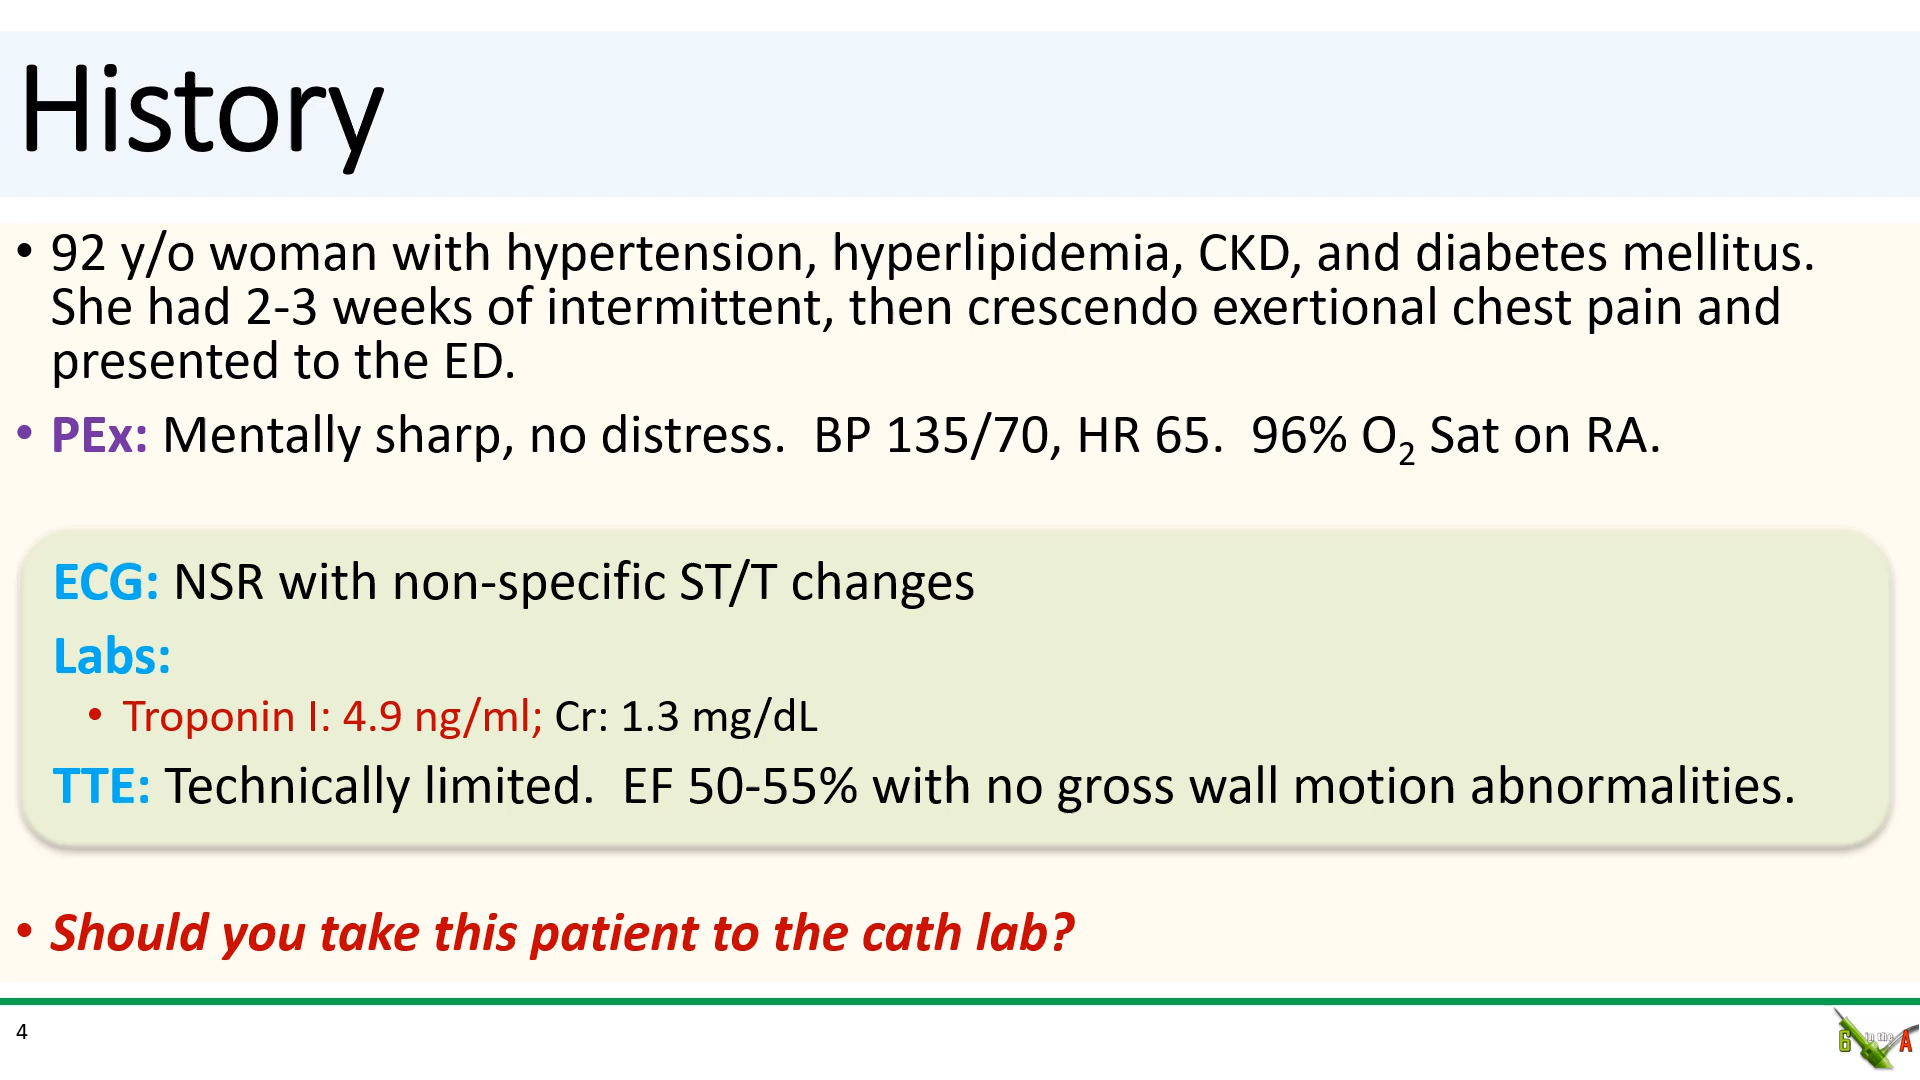 History
• 92 y/o woman with hypertension, hyperlipidemia, CKD, and diabetes mellitus.
She had 2-3 weeks of intermittent, then crescendo exertional chest pain and
presented to the ED.
• PEx: Mentally sharp, no distress.  BP 135/70, HR 65.  96% O₂ Sat on RA.
ECG: NSR with non-specific ST/T changes
Labs:
• Troponin I: 4.9 ng/ml; Cr: 1.3 mg/dL
TTE: Technically limited.  EF 50-55% with no gross wall motion abnormalities.
• Should you take this patient to the cath lab?
4
6 in the A